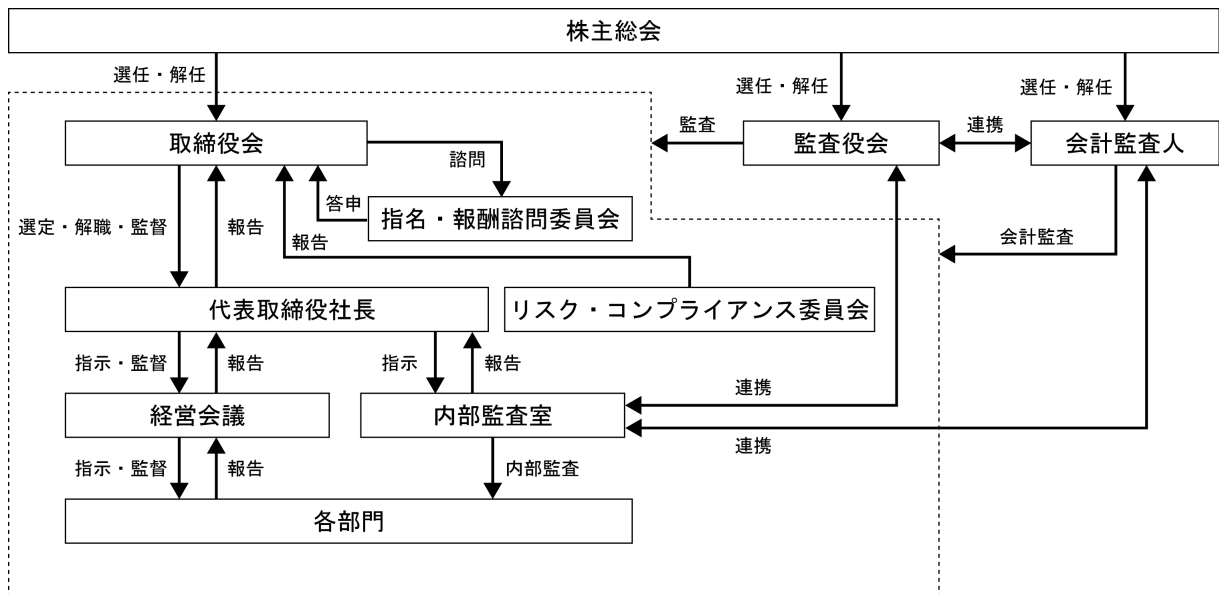 株主総会
選任・解任
選任・解任
選任・解任
取締役会
監査
監査役会
連携
会計監査人
諮問
答申
指名・報酬諮問委員会
選定・解職・監督
報告
報告
会計監査
代表取締役社長
リスク・コンプライアンス委員会
指示・監督
報告
指示
報告
連携
経営会議
内部監査室
連携
指示・監督
報告
内部監査
各部門